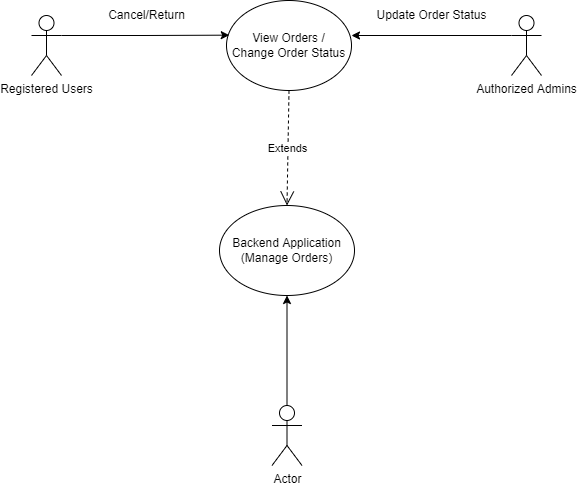 Cancel/Return
Update Order Status
View Orders /
Change Order Status
Registered Users
Authorized Admins
Extends
Backend Application
(Manage Orders)
Actor